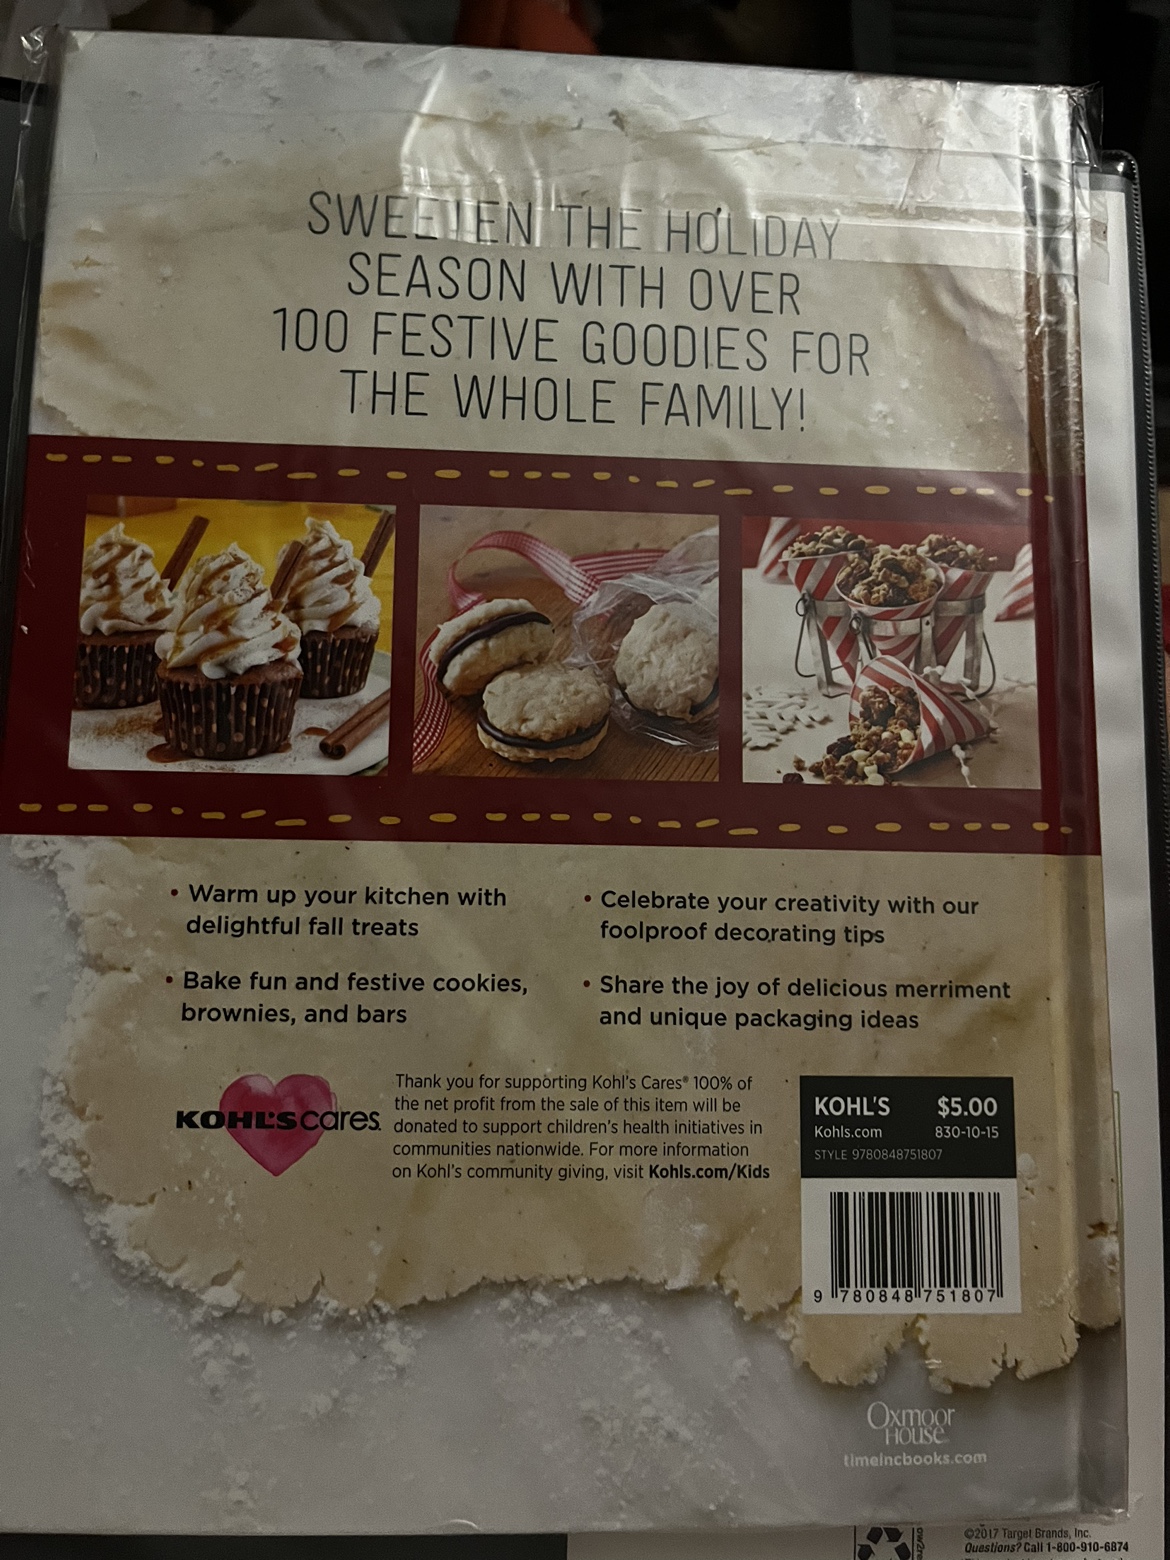 SWEETEN THE HOLIDAY
SEASON WITH OVER
100 FESTIVE GOODIES FOR
THE WHOLE FAMILY!
• Warm up your kitchen with
delightful fall treats
• Bake fun and festive cookies,
brownies, and bars
• Celebrate your creativity with our
foolproof decorating tips
• Share the joy of delicious merriment
and unique packaging ideas
KOHL'S cares
Thank you for supporting Kohl's Cares® 100% of
the net profit from the sale of this item will be
donated to support children's health initiatives in
communities nationwide. For more information
on Kohl's community giving, visit Kohls.com/Kids
KOHL'S $5.00
Kohls.com 830-10-15
STYLE 9780848751807
9 780848 751807
Oxmoor
House
timeincbooks.com
©2017 Target Brands, Inc.
Questions? Call 1-800-910-6874